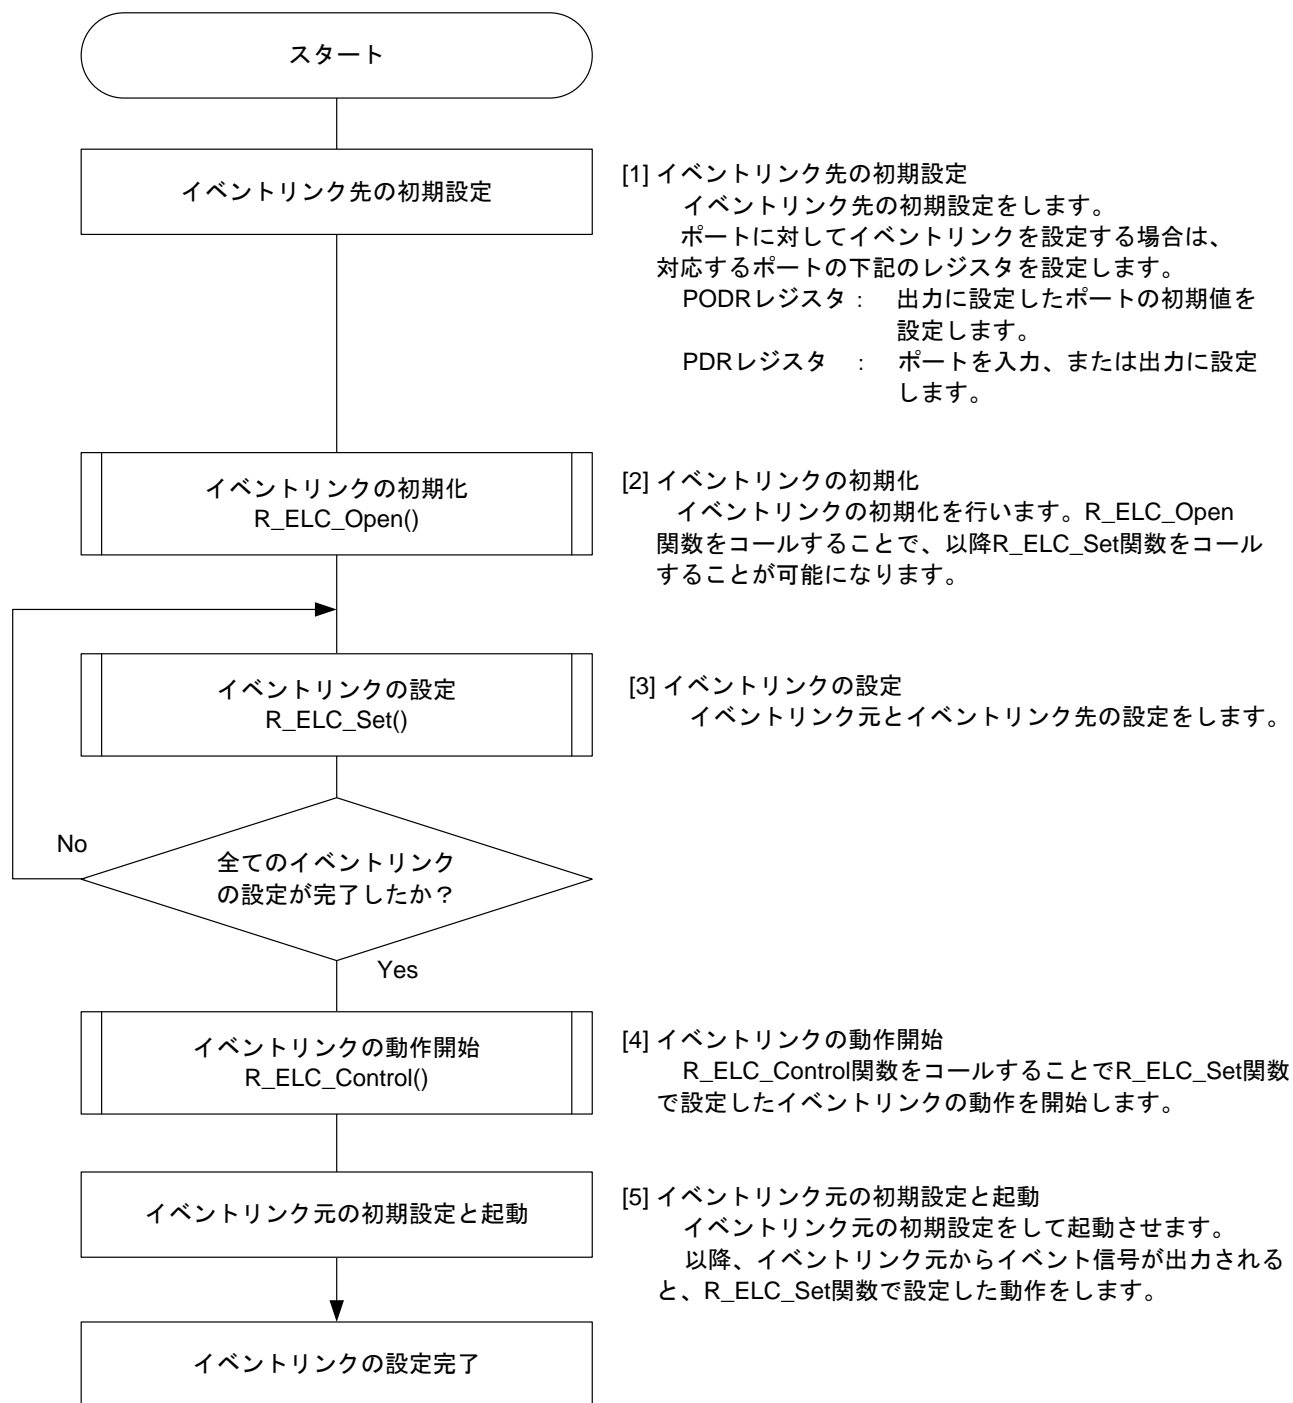 スタート
イベントリンク先の初期設定
[1] イベントリンク先の初期設定
イベントリンク先の初期設定をします。
ポートに対してイベントリンクを設定する場合は、
対応するポートの下記のレジスタを設定します。
PODRレジスタ： 出力に設定したポートの初期値を
設定します。
PDRレジスタ ： ポートを入力、または出力に設定
します。
イベントリンクの初期化
R_ELC_Open()
[2] イベントリンクの初期化
イベントリンクの初期化を行います。R_ELC_Open
関数をコールすることで、以降R_ELC_Set関数をコール
することが可能になります。
イベントリンクの設定
R_ELC_Set()
[3] イベントリンクの設定
イベントリンク元とイベントリンク先の設定をします。
No
全てのイベントリンク
の設定が完了したか？
Yes
イベントリンクの動作開始
R_ELC_Control()
[4] イベントリンクの動作開始
R_ELC_Control関数をコールすることでR_ELC_Set関数
で設定したイベントリンクの動作を開始します。
イベントリンク元の初期設定と起動
[5] イベントリンク元の初期設定と起動
イベントリンク元の初期設定をして起動させます。
以降、イベントリンク元からイベント信号が出力される
と、R_ELC_Set関数で設定した動作をします。
イベントリンクの設定完了